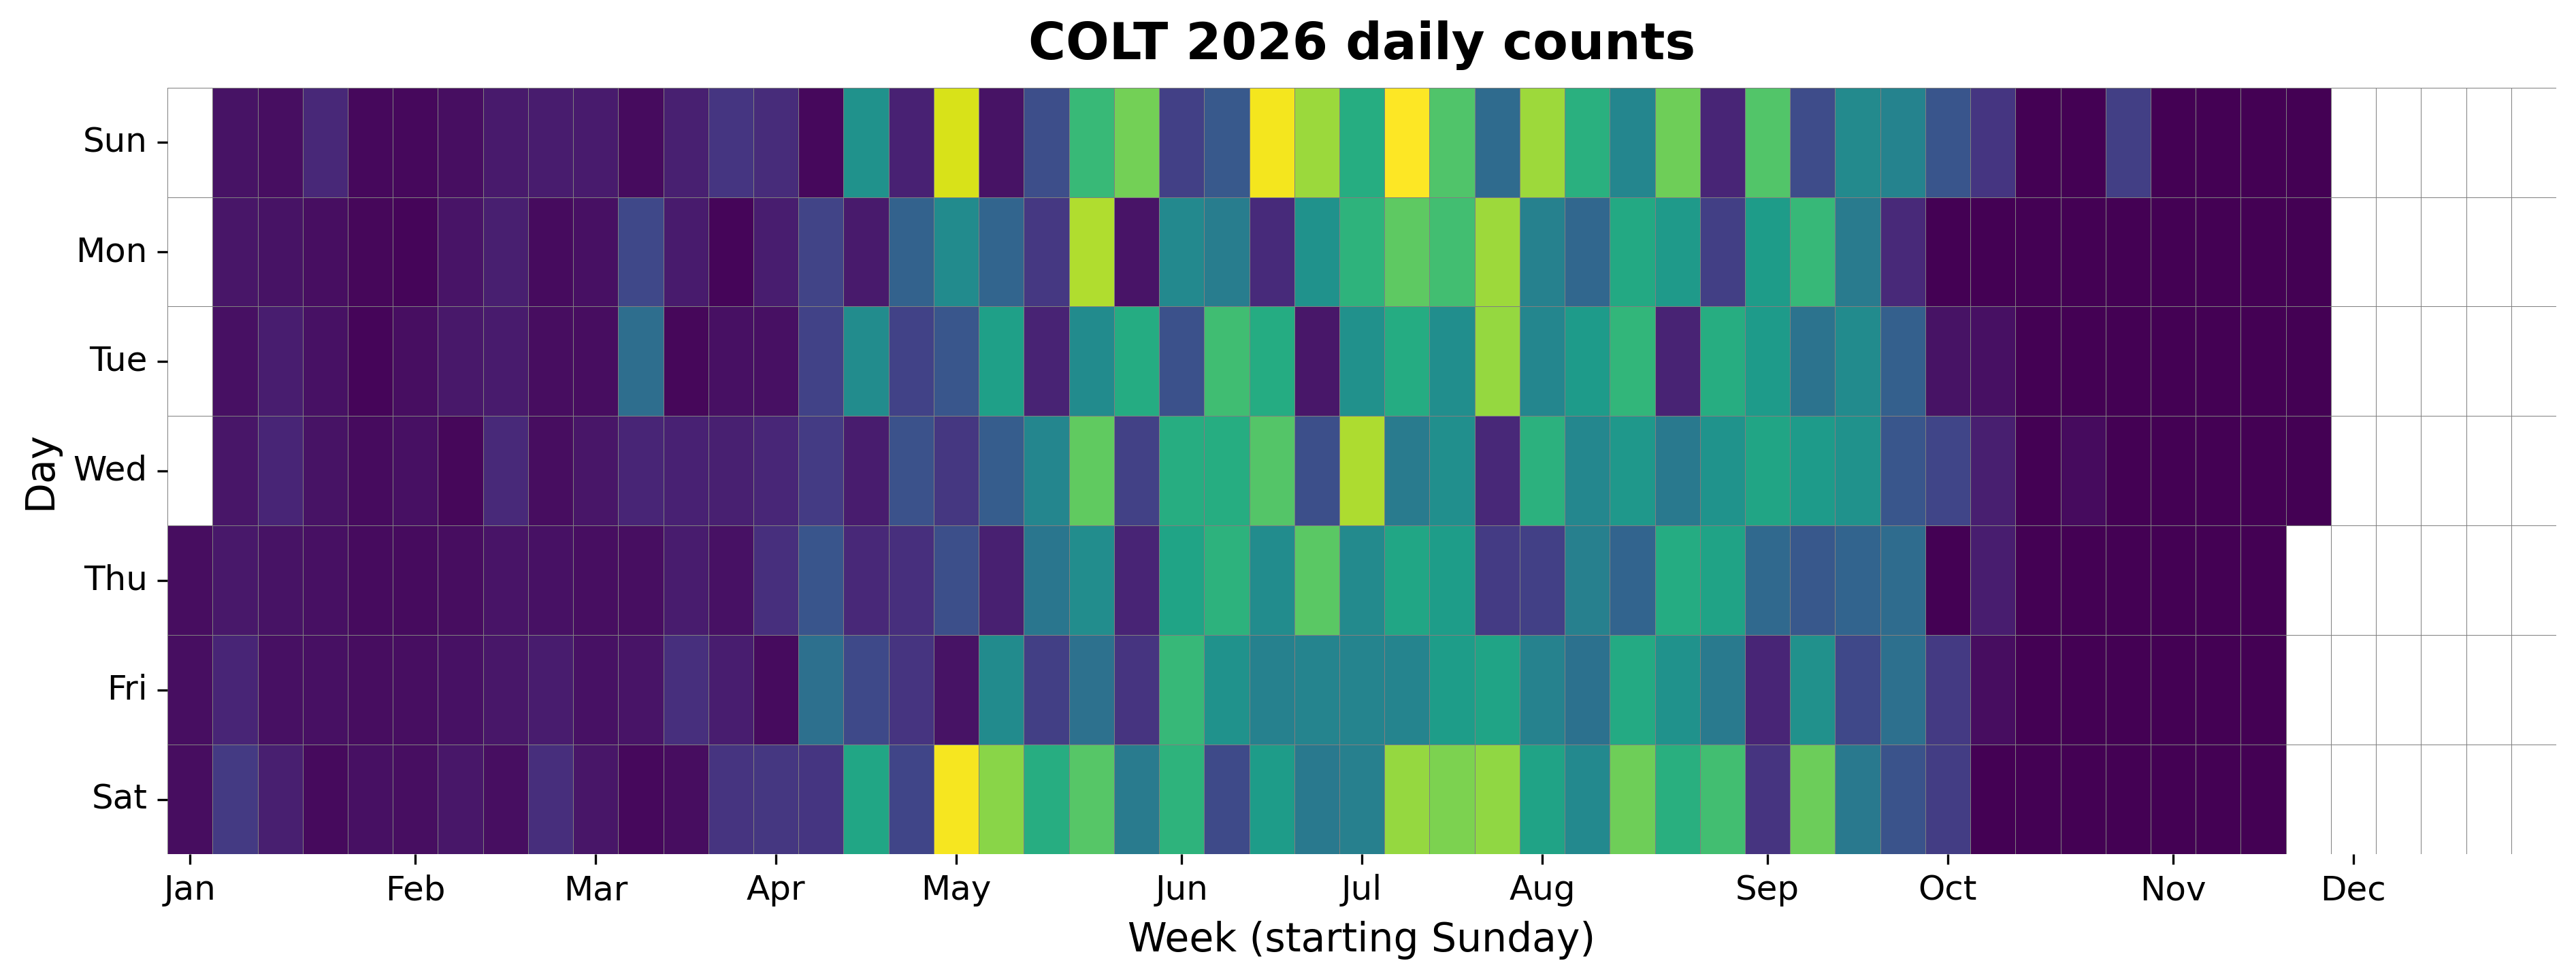 COLT 2026 daily counts
Day
Sun
Mon
Tue
Wed
Thu
Fri
Sat
Jan Feb Mar Apr May Jun Jul Aug Sep Oct Nov Dec
Week (starting Sunday)